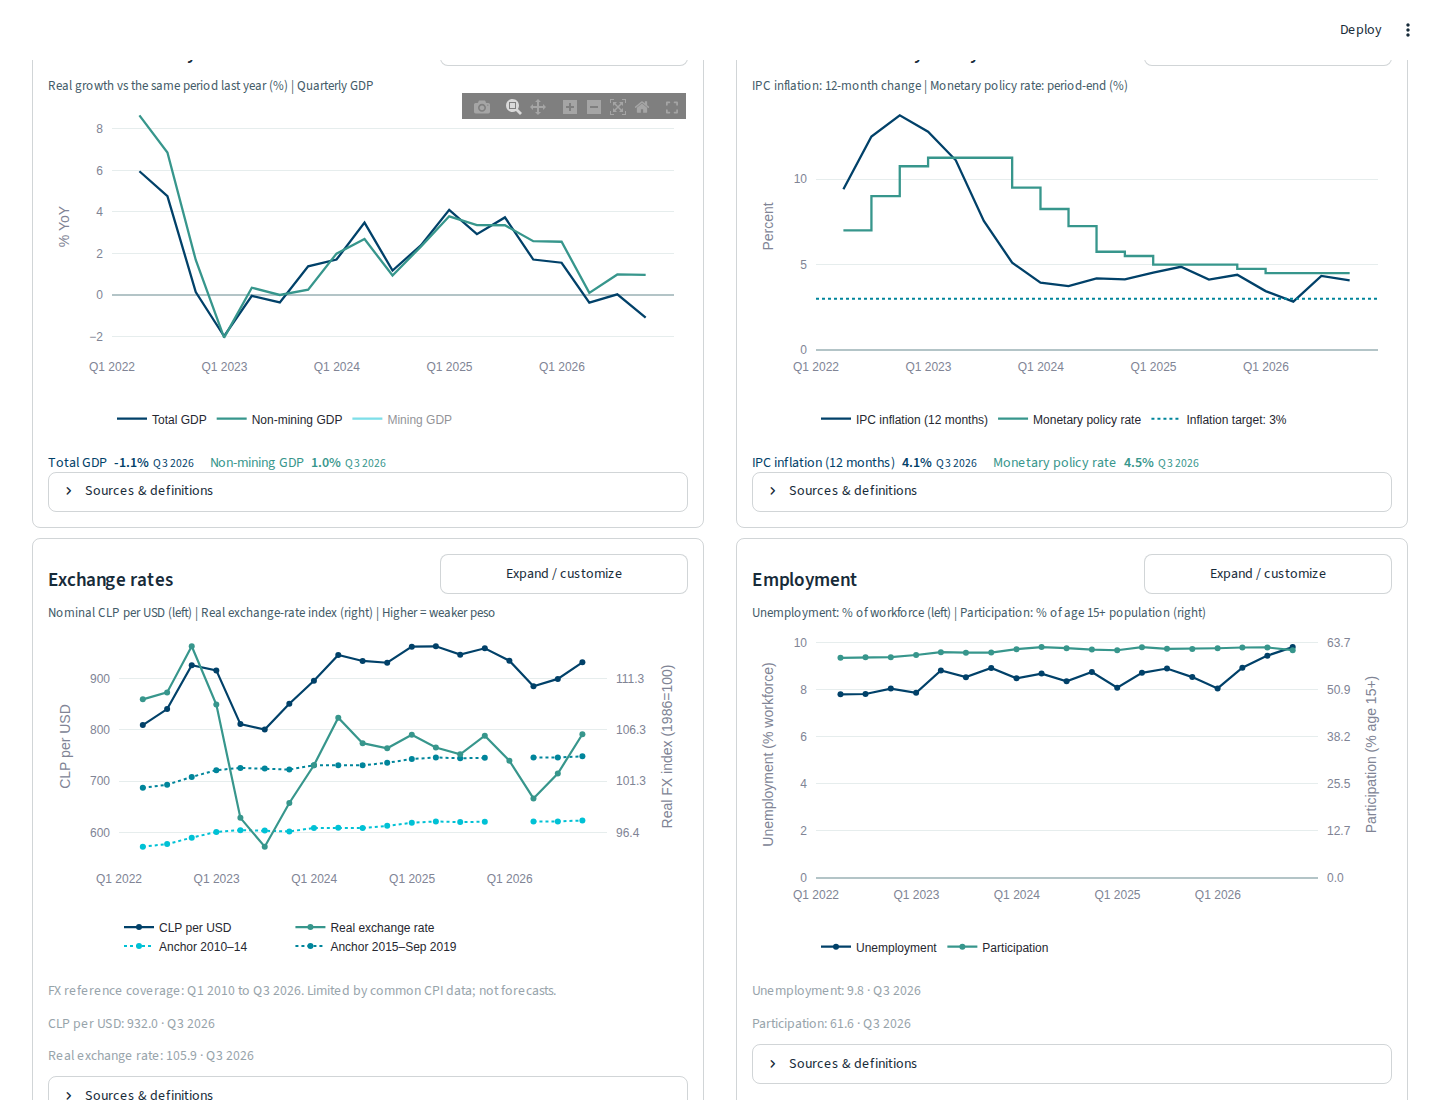 Deploy
Real growth vs the same period last year (%) | Quarterly GDP
8
6
4
2
0
−2
% YoY
Q1 2022
Q1 2023
Q1 2024
Q1 2025
Q1 2026
Total GDP
Non-mining GDP
Mining GDP
Total GDP -1.1% Q3 2026 Non-mining GDP 1.0% Q3 2026
Sources & definitions
IPC inflation: 12-month change | Monetary policy rate: period-end (%)
10
5
0
Percent
Q1 2022
Q1 2023
Q1 2024
Q1 2025
Q1 2026
IPC inflation (12 months)
Monetary policy rate
Inflation target: 3%
IPC inflation (12 months) 4.1% Q3 2026 Monetary policy rate 4.5% Q3 2026
Sources & definitions
Exchange rates
Expand / customize
Nominal CLP per USD (left) | Real exchange-rate index (right) | Higher = weaker peso
900
800
700
600
CLP per USD
111.3
106.3
101.3
96.4
Real FX index (1986=100)
Q1 2022
Q1 2023
Q1 2024
Q1 2025
Q1 2026
CLP per USD
Real exchange rate
Anchor 2010–14
Anchor 2015–Sep 2019
FX reference coverage: Q1 2010 to Q3 2026. Limited by common CPI data; not forecasts.
CLP per USD: 932.0 · Q3 2026
Real exchange rate: 105.9 · Q3 2026
Sources & definitions
Employment
Expand / customize
Unemployment: % of workforce (left) | Participation: % of age 15+ population (right)
10
8
6
4
2
0
Unemployment (% workforce)
63.7
50.9
38.2
25.5
12.7
0.0
Participation (% age 15+)
Q1 2022
Q1 2023
Q1 2024
Q1 2025
Q1 2026
Unemployment
Participation
Unemployment: 9.8 · Q3 2026
Participation: 61.6 · Q3 2026
Sources & definitions